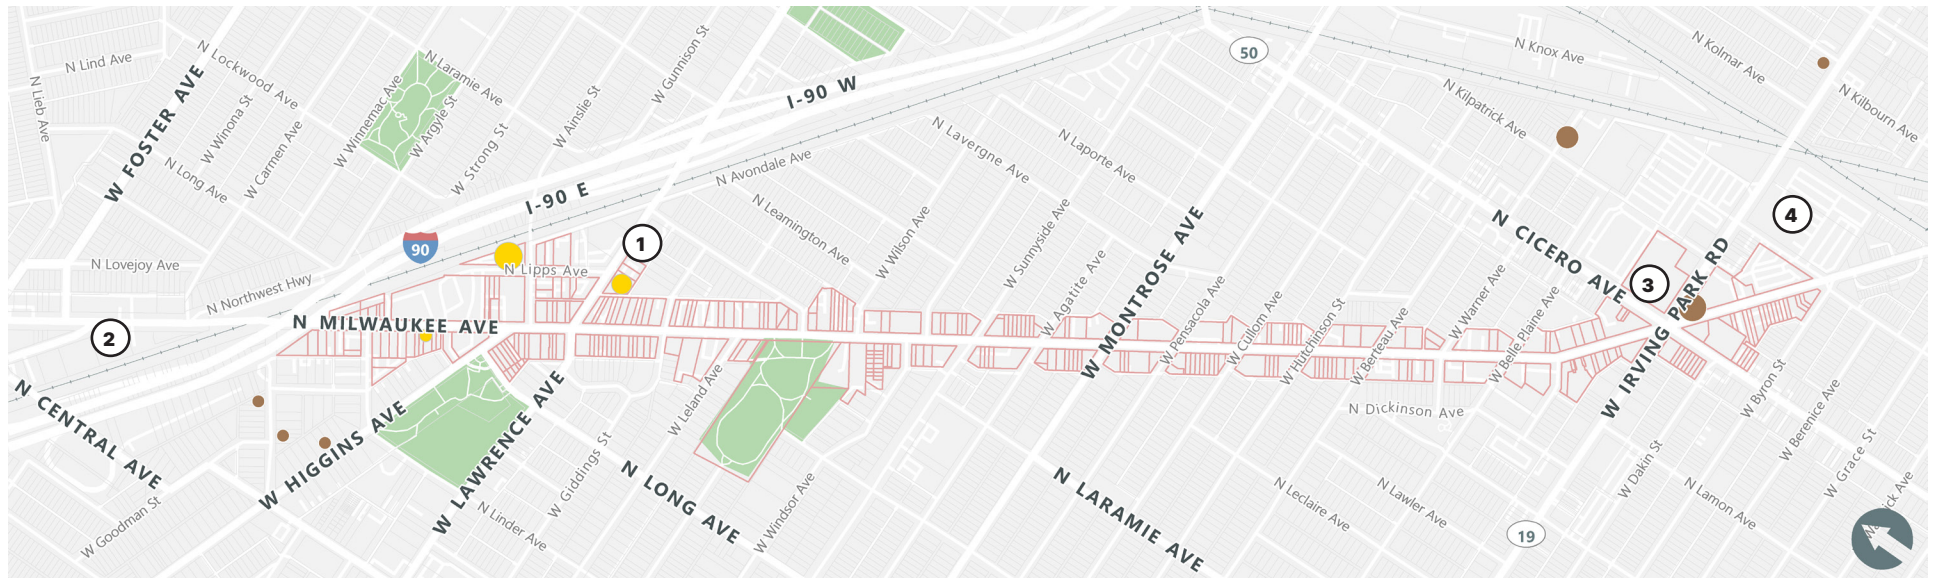 N Lind Ave
N Lieb Ave
W FOSTER AVE
N Lockwood Ave
W Winona St
N Long Ave
W Carmen Ave
W Winnemac Ave
N Laramie Ave
W Argyle St
W Strong St
W Ainslie St
W Gunnison St
I-90 W
I-90 E
N Avondale Ave
N Leamington Ave
W Wilson Ave
N Lavergne Ave
N Laporte Ave
W Sunnyside Ave
W Agatite Ave
W MONTROSE AVE
50
N Knox Ave
N Kolmar Ave
N Kilbourn Ave
N Kilpatrick Ave
N CICERO AVE
W IRVING PARK RD
4
3
1
2
90
N Lovejoy Ave
N Northwest Hwy
N Lipps Ave
N MILWAUKEE AVE
W Pensacola Ave
W Cullom Ave
W Hutchinson St
W Berteau Ave
W Warner Ave
W Belle Plaine Ave
N CENTRAL AVE
W HIGGINS AVE
W LAWRENCE AVE
W Leland Ave
W Giddings St
N LONG AVE
W Windsor Ave
N Linder Ave
W Goodman St
N LARAMIE AVE
N Dickinson Ave
N Leclaire Ave
N Lawler Ave
19
W Dakin St
N Lamon Ave
W Byron St
W Berenice Ave
W Grace St